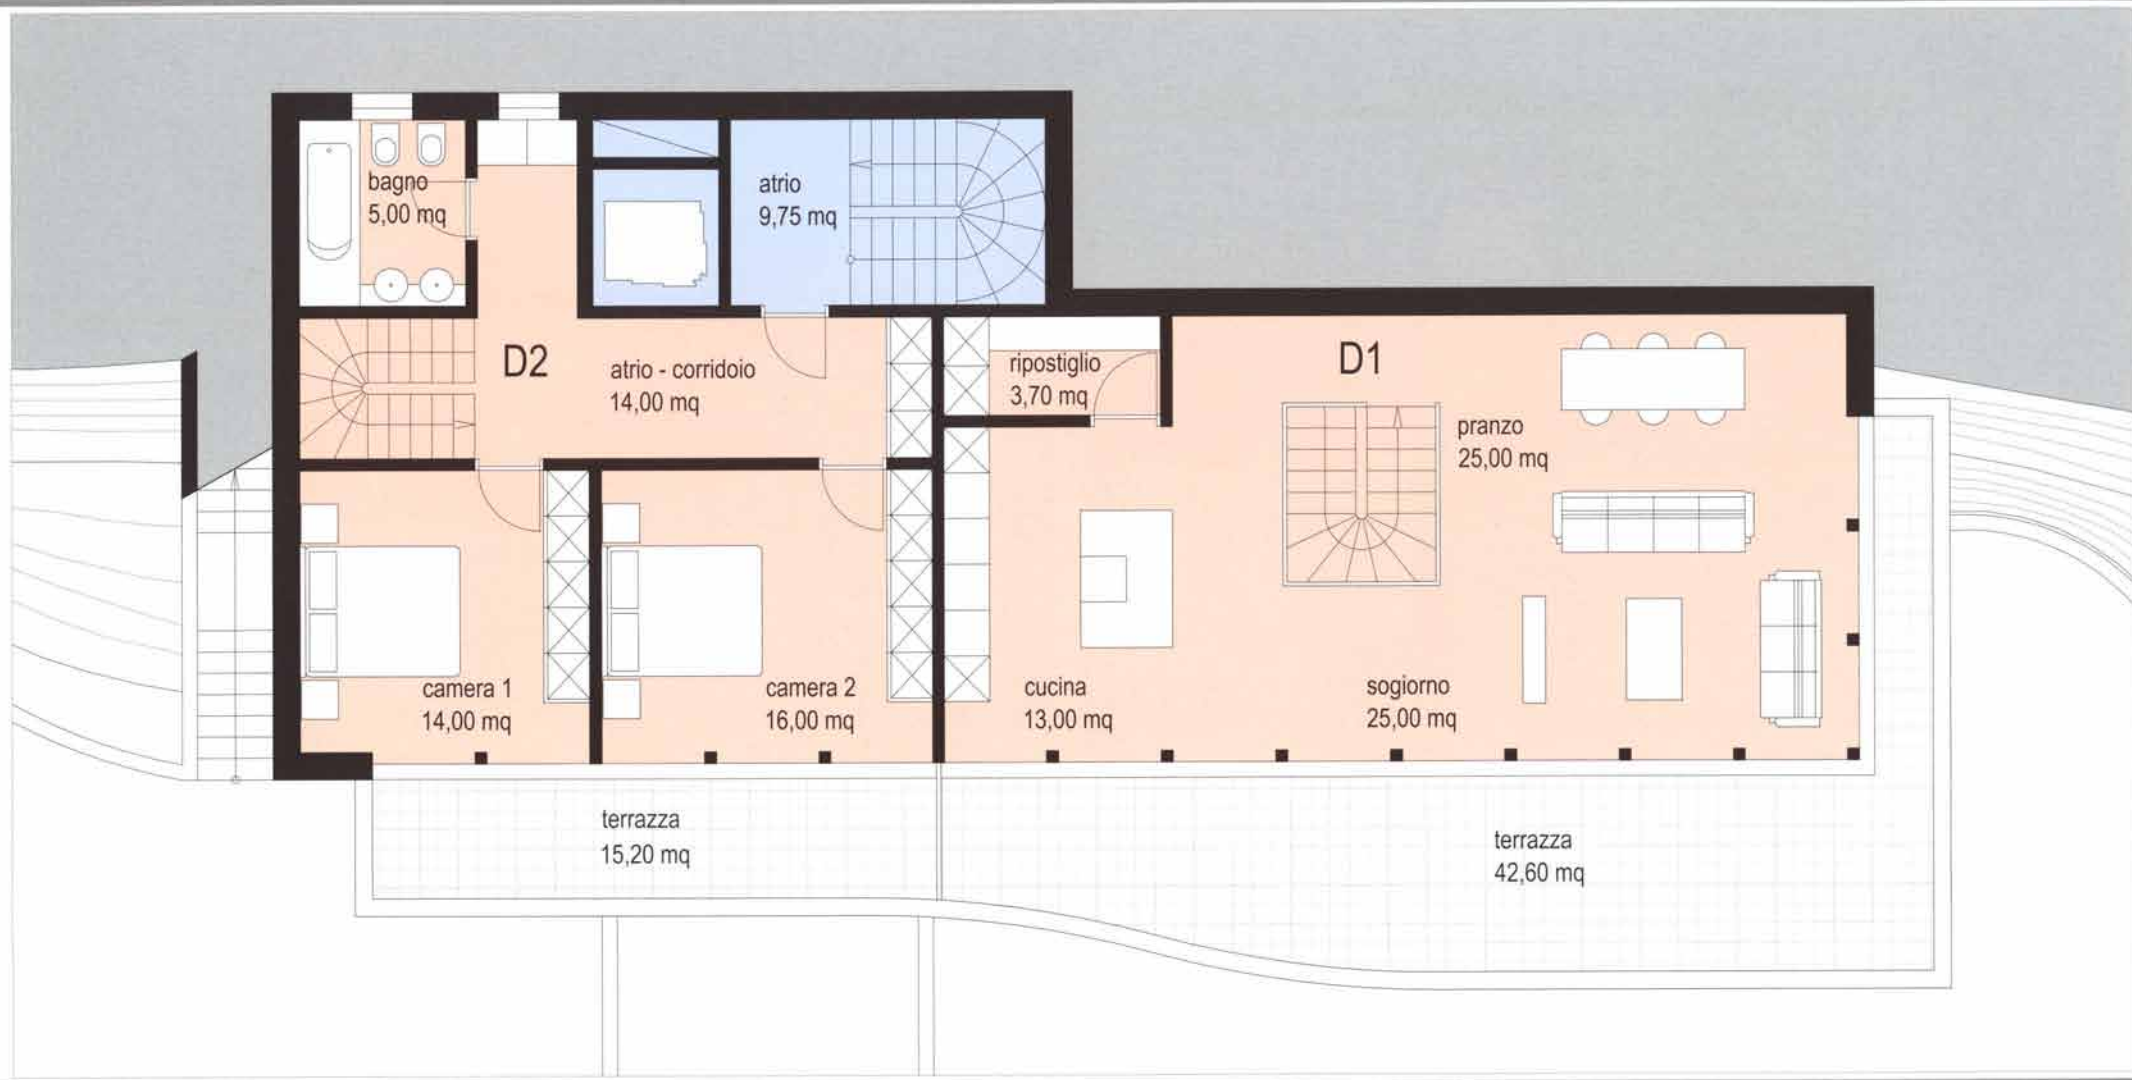 bagno
5,00 mq
atrio
9,75 mq
D2
atrio - corridoio
14,00 mq
ripostiglio
3,70 mq
D1
pranzo
25,00 mq
camera 1
14,00 mq
camera 2
16,00 mq
cucina
13,00 mq
sogiorno
25,00 mq
terrazza
15,20 mq
terrazza
42,60 mq